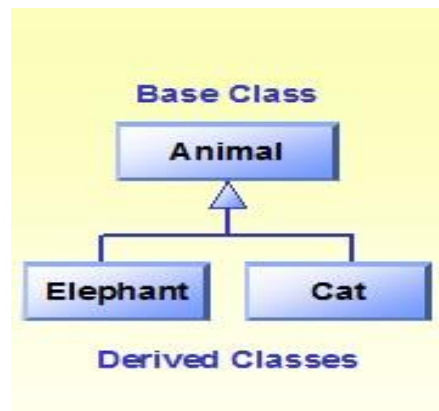 Base Class
Animal
Elephant Cat
Derived Classes